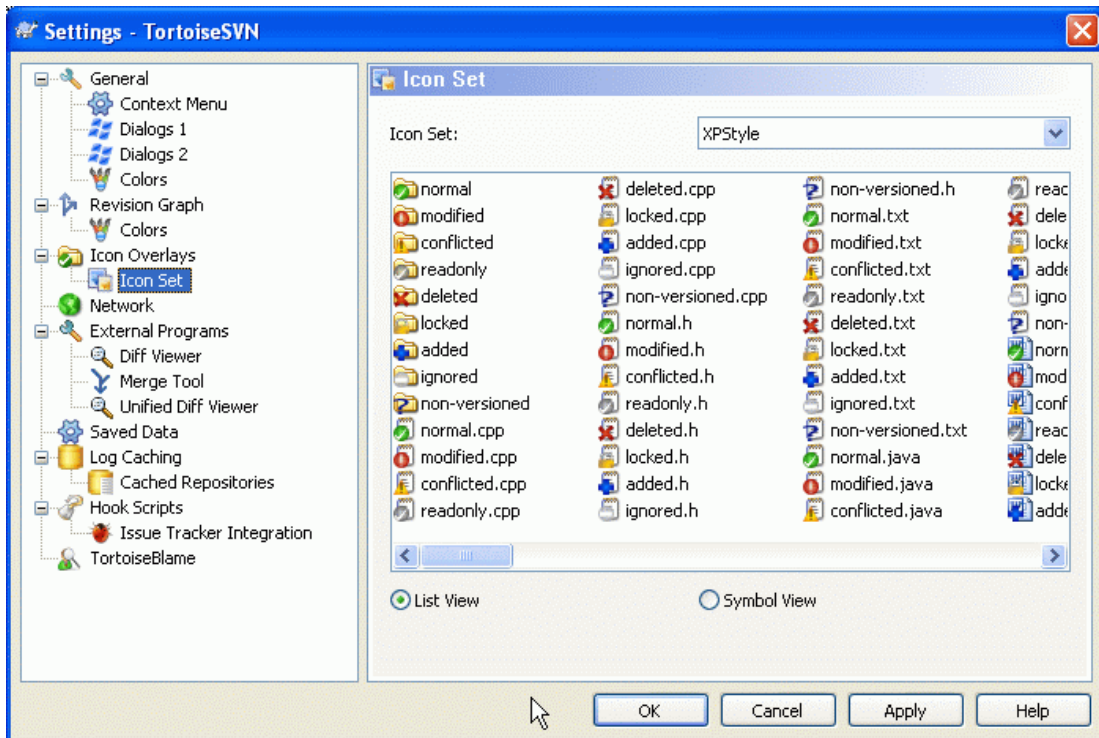 Settings - TortoiseSVN
General
Context Menu
Dialogs 1
Dialogs 2
Colors
Revision Graph
Colors
Icon Overlays
Icon Set
Network
External Programs
Diff Viewer
Merge Tool
Unified Diff Viewer
Saved Data
Log Caching
Cached Repositories
Hook Scripts
Issue Tracker Integration
TortoiseBlame
Icon Set
Icon Set:
XPStyle
normal
modified
conflicted
readonly
deleted
locked
added
ignored
non-versioned
normal.cpp
modified.cpp
conflicted.cpp
readonly.cpp
deleted.cpp
locked.cpp
added.cpp
ignored.cpp
non-versioned.cpp
normal.h
modified.h
conflicted.h
readonly.h
deleted.h
locked.h
added.h
ignored.h
non-versioned.h
normal.txt
modified.txt
conflicted.txt
readonly.txt
deleted.txt
locked.txt
added.txt
ignored.txt
non-versioned.txt
normal.java
modified.java
conflicted.java
List View
Symbol View
OK
Cancel
Apply
Help